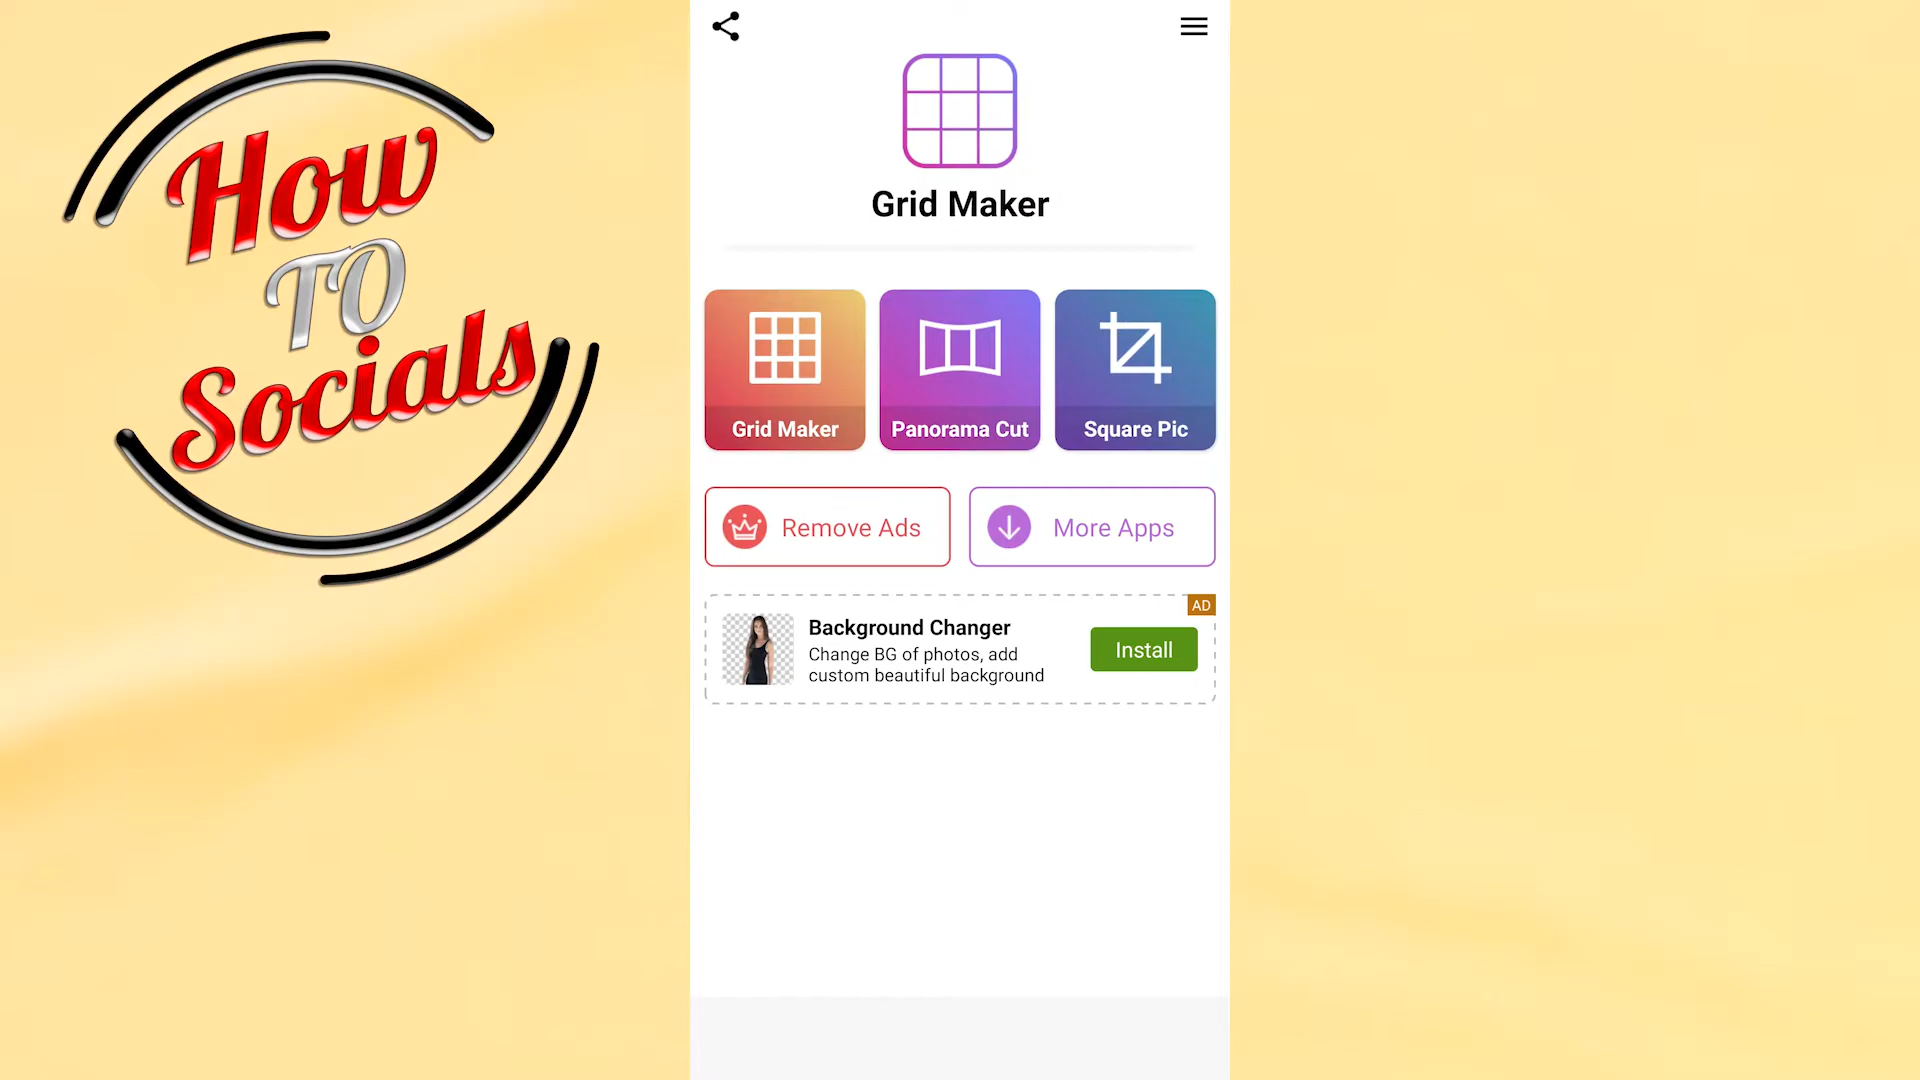 How
TO
Socials
Grid Maker
Grid Maker
Panorama Cut
Square Pic
Remove Ads
More Apps
AD
Background Changer
Change BG of photos, add
custom beautiful background
Install